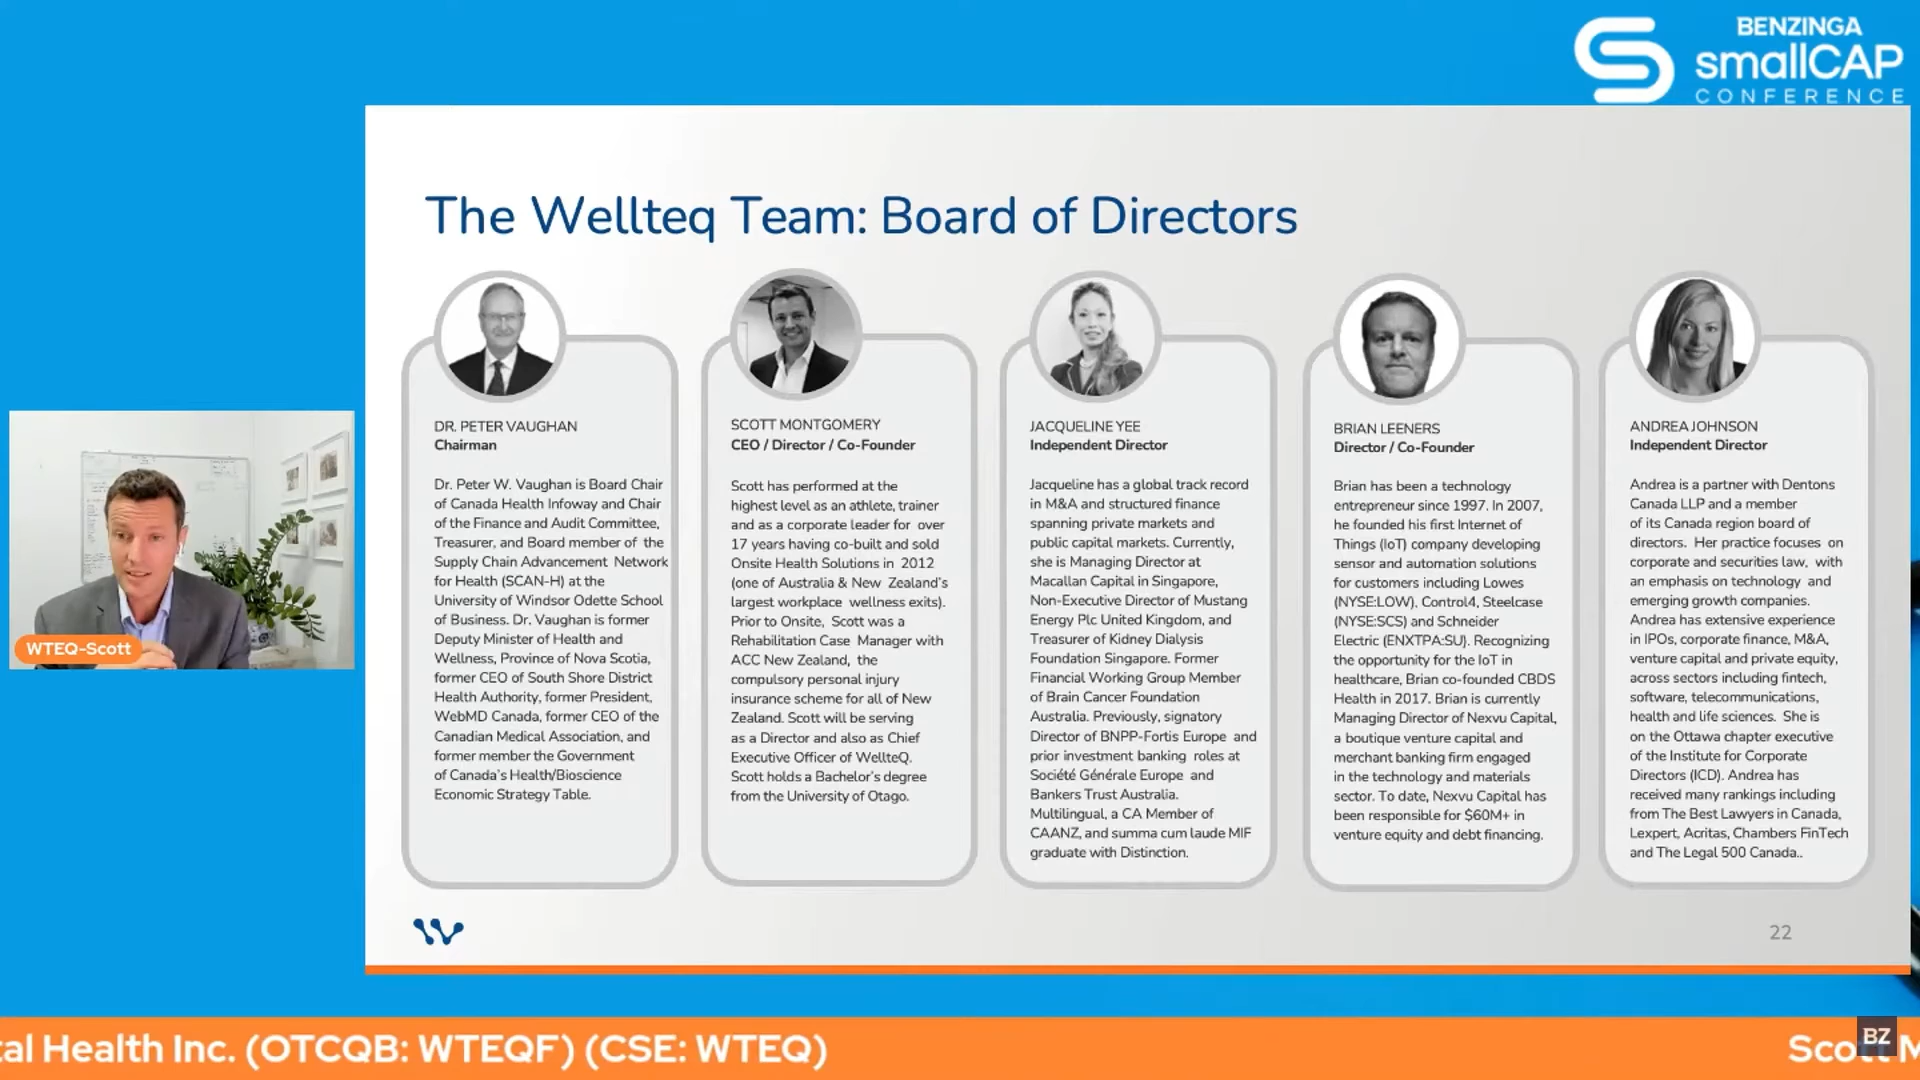 BENZINGA
smallCAP
CONFERENCE
The Wellteq Team: Board of Directors
DR. PETER VAUGHAN
Chairman
Dr. Peter W. Vaughan is Board Chair
of Canada Health Infoway and Chair
of the Finance and Audit Committee,
Treasurer, and Board member of the
Supply Chain Advancement Network
for Health (SCAN-H) at the
University of Windsor Odette School
of Business. Dr. Vaughan is former
Deputy Minister of Health and
Wellness, Province of Nova Scotia,
former CEO of South Shore District
Health Authority, former President,
WebMD Canada, former CEO of the
Canadian Medical Association, and
former member the Government
of Canada's Health/Bioscience
Economic Strategy Table.
SCOTT MONTGOMERY
CEO / Director / Co-Founder
Scott has performed at the
highest level as an athlete, trainer
and as a corporate leader for over
17 years having co-built and sold
Onsite Health Solutions in 2012
(one of Australia & New Zealand's
largest workplace wellness exits).
Prior to Onsite, Scott was a
Rehabilitation Case Manager with
ACC New Zealand, the
compulsory personal injury
insurance scheme for all of New
Zealand. Scott will be serving
as a Director and also as Chief
Executive Officer of WellteQ.
Scott holds a Bachelor's degree
from the University of Otago.
JACQUELINE YEE
Independent Director
Jacqueline has a global track record
in M&A and structured finance
spanning private markets and
public capital markets. Currently,
she is Managing Director at
Macallan Capital in Singapore,
Non-Executive Director of Mustang
Energy Plc United Kingdom, and
Treasurer of Kidney Dialysis
Foundation Singapore. Former
Financial Working Group Member
of Brain Cancer Foundation
Australia. Previously, signatory
Director of BNPP-Fortis Europe and
prior investment banking roles at
Société Générale Europe and
Bankers Trust Australia.
Multilingual, a CA Member of
CAANZ, and summa cum laude MIF
graduate with Distinction.
BRIAN LEENERS
Director / Co-Founder
Brian has been a technology
entrepreneur since 1997. In 2007,
he founded his first Internet of
Things (IoT) company developing
sensor and automation solutions
for customers including Lowes
(NYSE:LOW), Control4, Steelcase
(NYSE:SCS) and Schneider
Electric (ENXTPA:SU). Recognizing
the opportunity for the IoT in
healthcare, Brian co-founded CBDS
Health in 2017. Brian is currently
Managing Director of Nexvu Capital,
a boutique venture capital and
merchant banking firm engaged
in the technology and materials
sector. To date, Nexvu Capital has
been responsible for $60M+ in
venture equity and debt financing.
ANDREA JOHNSON
Independent Director
Andrea is a partner with Dentons
Canada LLP and a member
of its Canada region board of
directors. Her practice focuses on
corporate and securities law, with
an emphasis on technology and
emerging growth companies.
Andrea has extensive experience
in IPOs, corporate finance, M&A,
venture capital and private equity,
across sectors including fintech,
software, telecommunications,
health and life sciences. She is
on the Ottawa chapter executive
of the Institute for Corporate
Directors (ICD). Andrea has
received many rankings including
from The Best Lawyers in Canada,
Lexpert, Acritas, Chambers FinTech
and The Legal 500 Canada..
WTEQ-Scott
22
tal Health Inc. (OTCQB: WTEQF) (CSE: WTEQ)
BZ